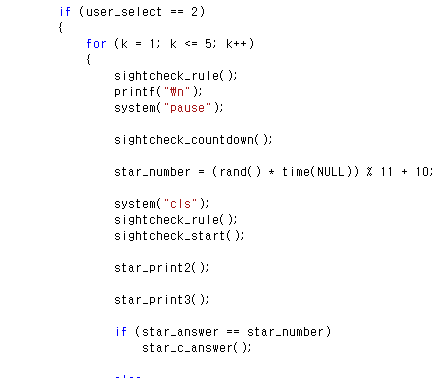 if (user_select == 2)
{
for (k = 1; k <= 5; k++)
{
sightcheck_rule();
printf("₩n");
system("pause");
sightcheck_countdown();
star_number = (rand() * time(NULL)) % 11 + 10;
system("cls");
sightcheck_rule();
sightcheck_start();
star_print2();
star_print3();
if (star_answer == star_number)
star_c_answer();